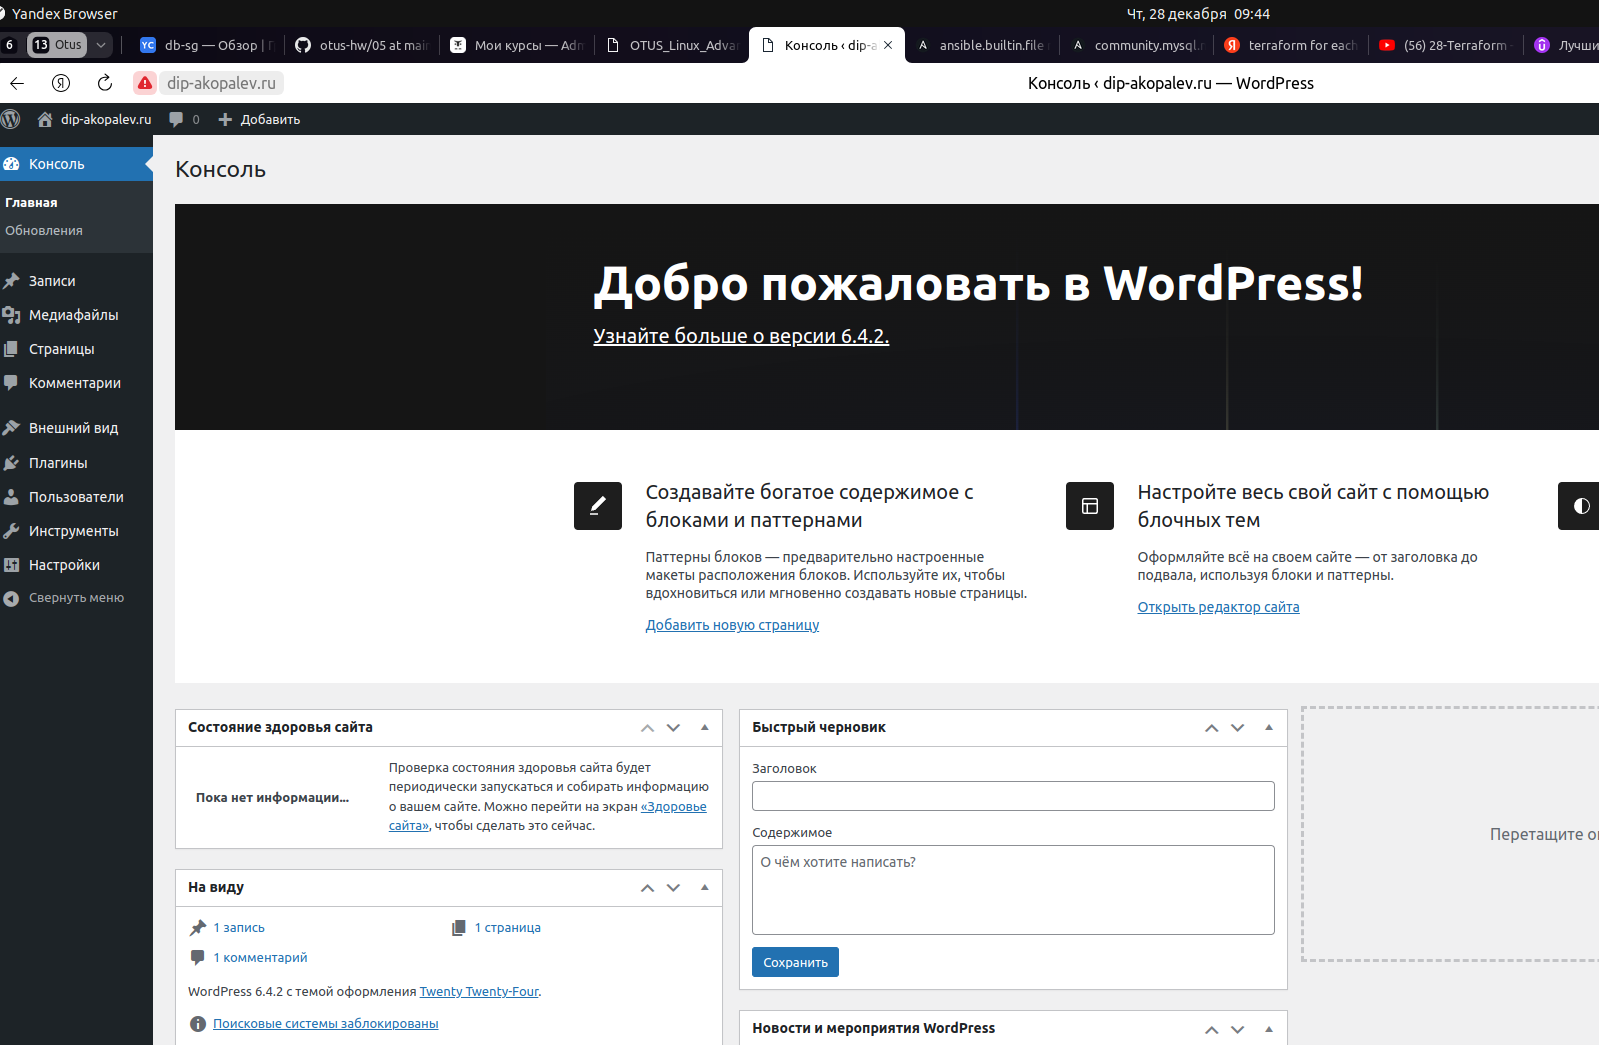 Yandex Browser
Чт, 28 декабря 09:44
6
13 Otus
db-sg — Обзор |
otus-hw/05 at main
Мои курсы — Adm
OTUS_Linux_Adva
Консоль ‹ dip-a
ansible.builtin.file
community.mysql.
terraform for each
(56) 28-Terraform -
Лучши
dip-akopalev.ru
Консоль ‹ dip-akopalev.ru — WordPress
dip-akopalev.ru
0
Добавить
Консоль
Главная
Обновления
Записи
Медиафайлы
Страницы
Комментарии
Внешний вид
Плагины
Пользователи
Инструменты
Настройки
Свернуть меню
Консоль
Добро пожаловать в WordPress!
Узнайте больше о версии 6.4.2.
Создавайте богатое содержимое с
блоками и паттернами
Паттерны блоков — предварительно настроенные
макеты расположения блоков. Используйте их, чтобы
вдохновиться или мгновенно создавать новые страницы.
Добавить новую страницу
Настройте весь свой сайт с помощью
блочных тем
Оформляйте всё на своем сайте — от заголовка до
подвала, используя блоки и паттерны.
Открыть редактор сайта
Состояние здоровья сайта
Пока нет информации...
Проверка состояния здоровья сайта будет
периодически запускаться и собирать информацию
о вашем сайте. Можно перейти на экран «Здоровье
сайта», чтобы сделать это сейчас.
На виду
1 запись
1 страница
1 комментарий
WordPress 6.4.2 с темой оформления Twenty Twenty-Four.
Поисковые системы заблокированы
Быстрый черновик
Заголовок
Содержимое
О чём хотите написать?
Сохранить
Новости и мероприятия WordPress
Перетащите